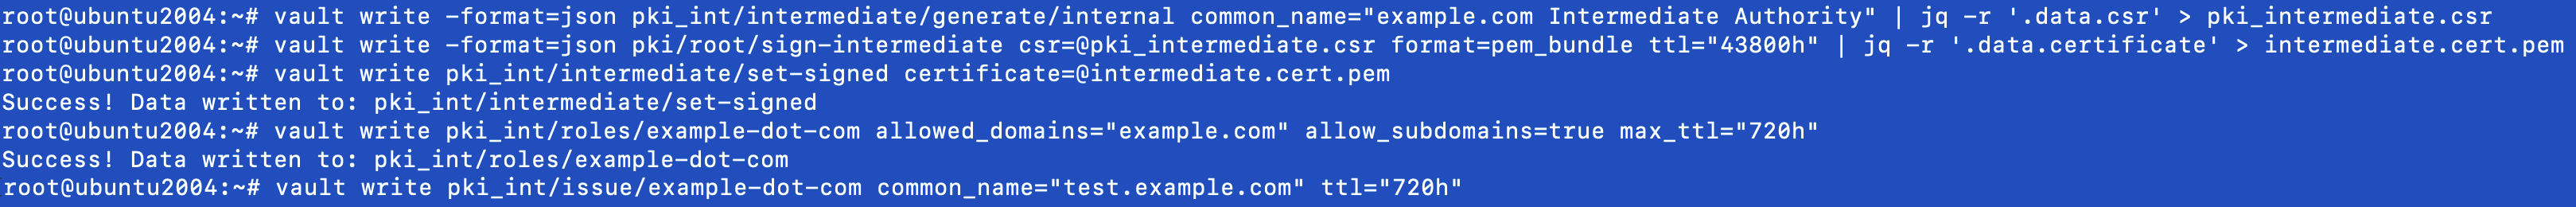 root@ubuntu2004:~# vault write -format=json pki_int/intermediate/generate/internal common_name="example.com Intermediate Authority" | jq -r '.data.csr' > pki_intermediate.csr
root@ubuntu2004:~# vault write -format=json pki/root/sign-intermediate csr=@pki_intermediate.csr format=pem_bundle ttl="43800h" | jq -r '.data.certificate' > intermediate.cert.pem
root@ubuntu2004:~# vault write pki_int/intermediate/set-signed certificate=@intermediate.cert.pem
Success! Data written to: pki_int/intermediate/set-signed
root@ubuntu2004:~# vault write pki_int/roles/example-dot-com allowed_domains="example.com" allow_subdomains=true max_ttl="720h"
Success! Data written to: pki_int/roles/example-dot-com
root@ubuntu2004:~# vault write pki_int/issue/example-dot-com common_name="test.example.com" ttl="720h"